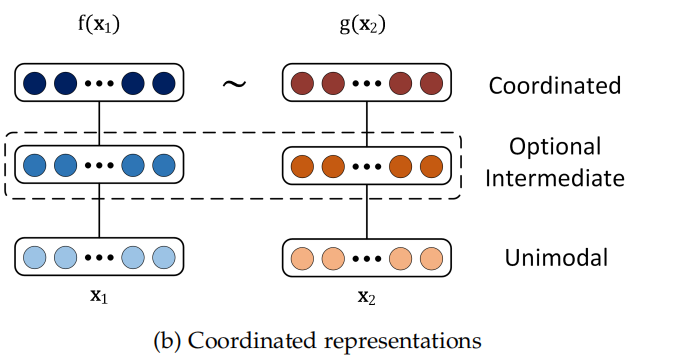 f(x₁) g(x₂)
~ Coordinated
Optional
Intermediate
Unimodal
x₁ x₂
(b) Coordinated representations